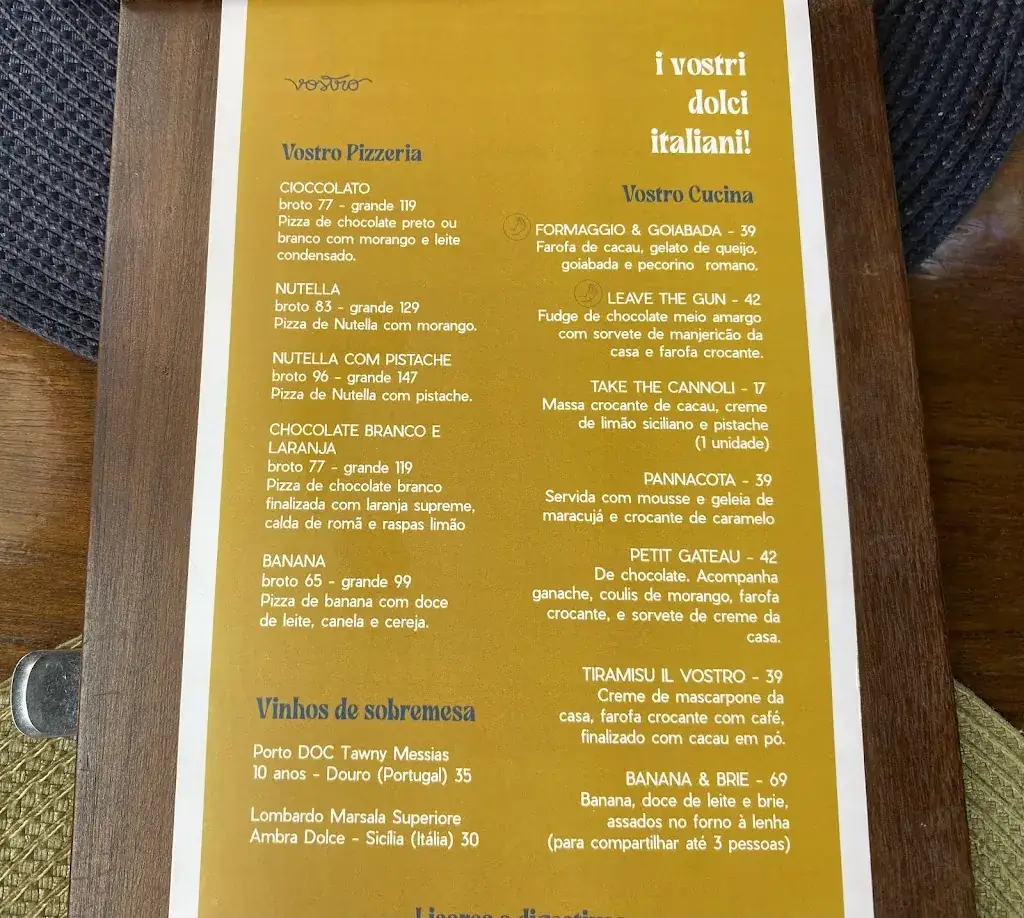 vostro
i vostri
dolci
italiani!
Vostro Pizzeria
CIOCCOLATO
broto 77 - grande 119
Pizza de chocolate preto ou
branco com morango e leite
condensado.
NUTELLA
broto 83 - grande 129
Pizza de Nutella com morango.
NUTELLA COM PISTACHE
broto 96 - grande 147
Pizza de Nutella com pistache.
CHOCOLATE BRANCO E
LARANJA
broto 77 - grande 119
Pizza de chocolate branco
finalizada com laranja supreme,
calda de romã e raspas limão
BANANA
broto 65 - grande 99
Pizza de banana com doce
de leite, canela e cereja.
Vinhos de sobremesa
Porto DOC Tawny Messias
10 anos - Douro (Portugal) 35
Lombardo Marsala Superiore
Ambra Dolce - Sicília (Itália) 30
Vostro Cucina
FORMAGGIO & GOIABADA - 39
Farofa de cacau, gelato de queijo,
goiabada e pecorino romano.
LEAVE THE GUN - 42
Fudge de chocolate meio amargo
com sorvete de manjericão da
casa e farofa crocante.
TAKE THE CANNOLI - 17
Massa crocante de cacau, creme
de limão siciliano e pistache
(1 unidade)
PANNACOTA - 39
Servida com mousse e geleia de
maracujá e crocante de caramelo
PETIT GATEAU - 42
De chocolate. Acompanha
ganache, coulis de morango, farofa
crocante, e sorvete de creme da
casa.
TIRAMISU IL VOSTRO - 39
Creme de mascarpone da
casa, farofa crocante com café,
finalizado com cacau em pó.
BANANA & BRIE - 69
Banana, doce de leite e brie,
assados no forno à lenha
(para compartilhar até 3 pessoas)
Licores e digestivos